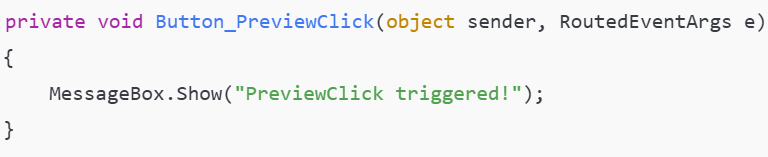 private void Button_PreviewClick(object sender, RoutedEventArgs e)
{
    MessageBox.Show("PreviewClick triggered!");
}